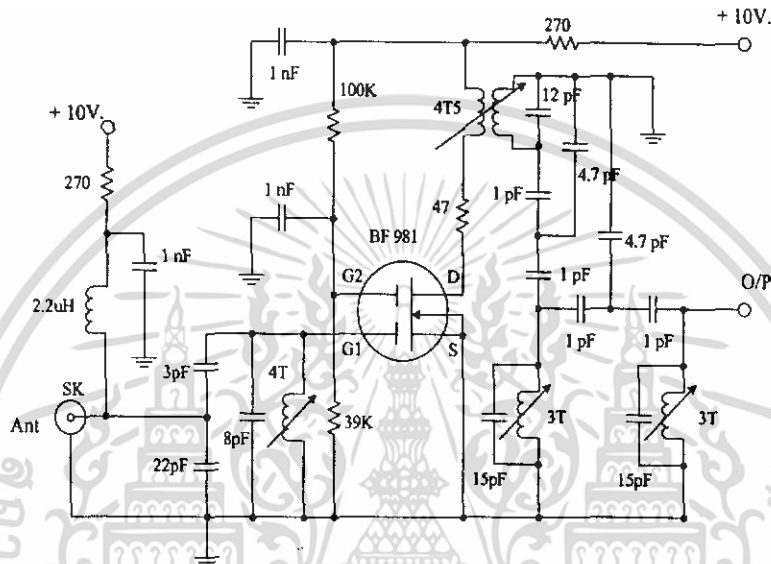 270
+ 10V.
1 nF
100K
4T5
12 pF
+ 10V.
4.7 pF
270
1 nF
1 pF
47
1 nF
BF 981
4.7 pF
2.2uH
G2
D
1 pF
O/P
G1
S
1 pF
1 pF
3pF
4T
SK
Ant
8pF
39K
3T
3T
22pF
15pF
15pF